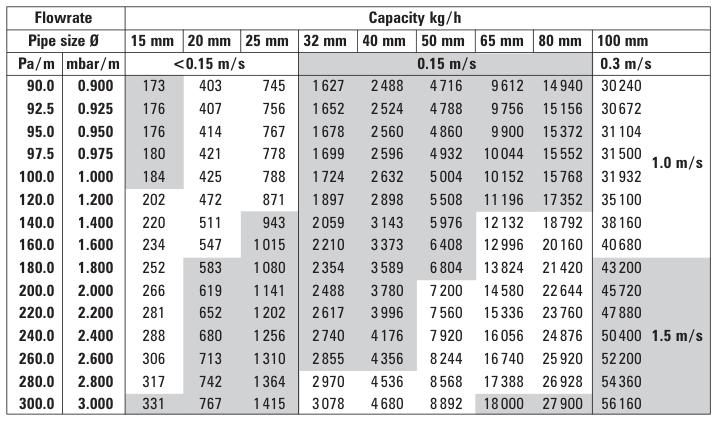 Flowrate Capacity kg/h
Pipe size Ø 15 mm 20 mm 25 mm 32 mm 40 mm 50 mm 65 mm 80 mm 100 mm
Pa/m mbar/m <0.15 m/s 0.15 m/s 0.3 m/s
90.0 0.900 173 403 745 1627 2488 4716 9612 14940 30240
92.5 0.925 176 407 756 1652 2524 4788 9756 15156 30672
95.0 0.950 176 414 767 1678 2560 4860 9900 15372 31104
97.5 0.975 180 421 778 1699 2596 4932 10044 15552 31500
100.0 1.000 184 425 788 1724 2632 5004 10152 15768 31932 1.0 m/s
120.0 1.200 202 472 871 1897 2898 5508 11196 17352 35100
140.0 1.400 220 511 943 2059 3143 5976 12132 18792 38160
160.0 1.600 234 547 1015 2210 3373 6408 12996 20160 40680
180.0 1.800 252 583 1080 2354 3589 6804 13824 21420 43200
200.0 2.000 266 619 1141 2488 3780 7200 14580 22644 45720
220.0 2.200 281 652 1202 2617 3996 7560 15336 23760 47880
240.0 2.400 288 680 1256 2740 4176 7920 16056 24876 50400 1.5 m/s
260.0 2.600 306 713 1310 2855 4356 8244 16740 25920 52200
280.0 2.800 317 742 1364 2970 4536 8568 17388 26928 54360
300.0 3.000 331 767 1415 3078 4680 8892 18000 27900 56160